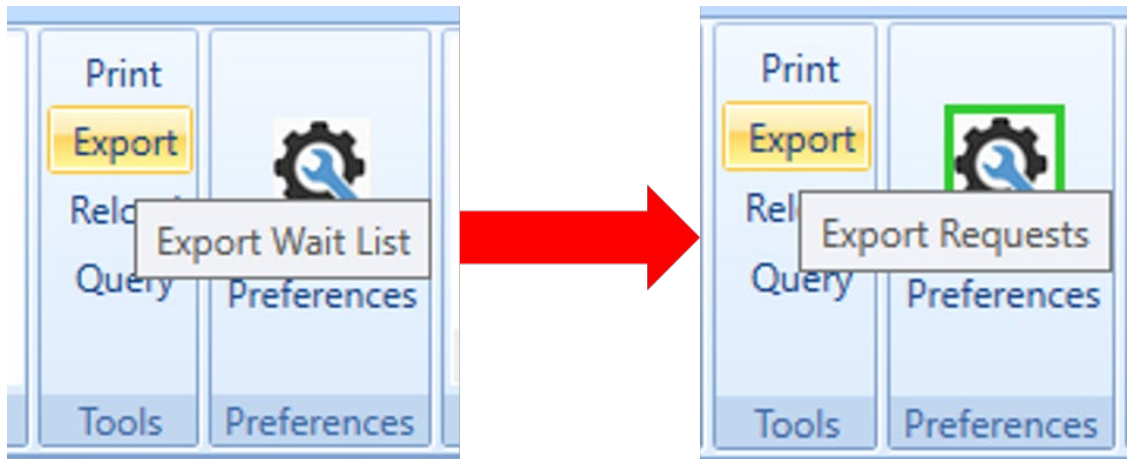 Print
Export
Query
Export Wait List
Preferences
Tools
Preferences
Print
Export
Query
Export Requests
Preferences
Tools
Preferences